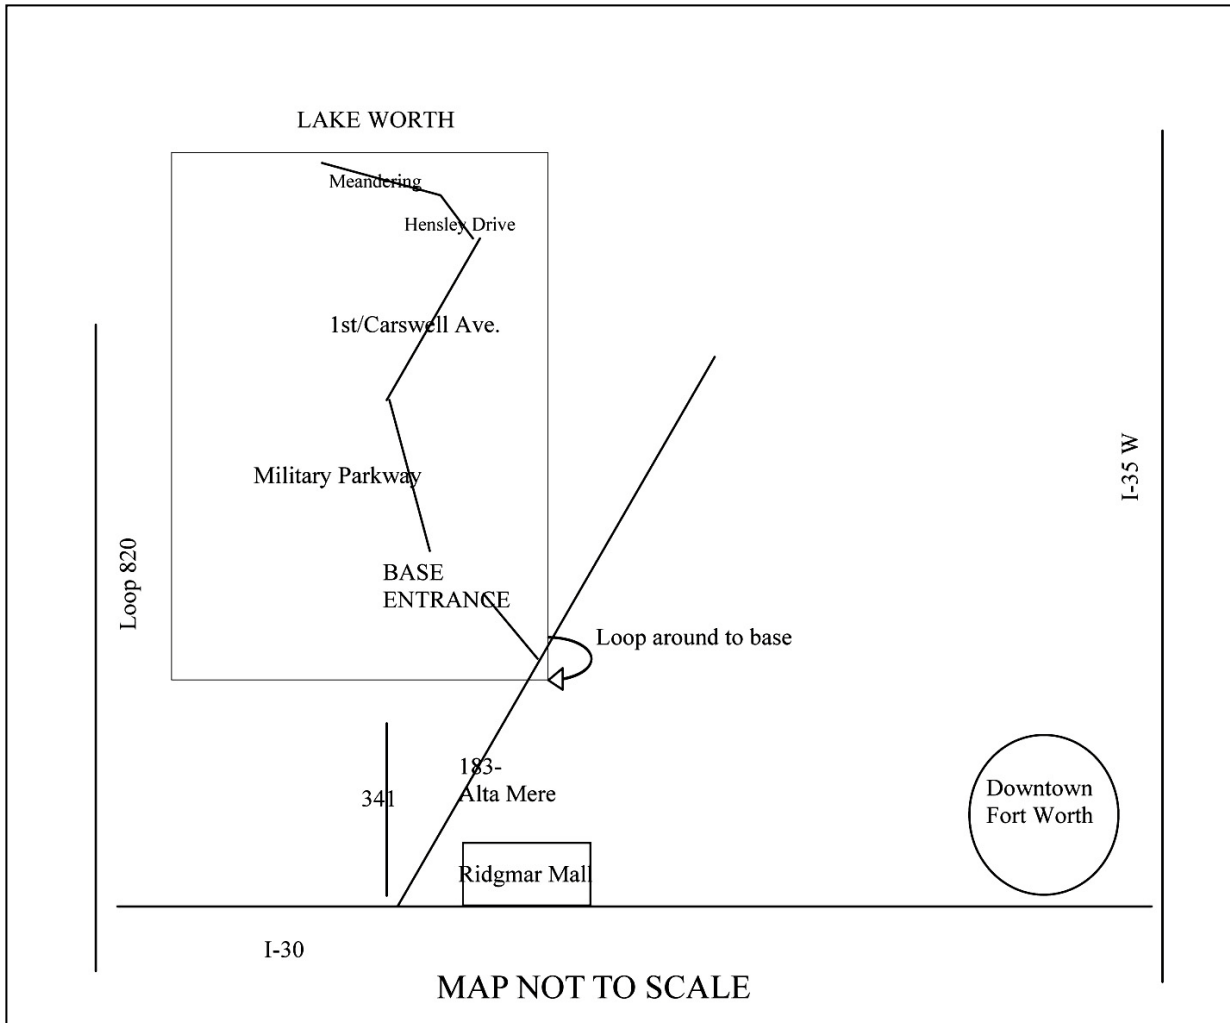 LAKE WORTH
Meandering
Hensley Drive
1st/Carswell Ave.
I-35 W
Military Parkway
Loop 820
BASE
ENTRANCE
Loop around to base
183-
Alta Mere
341
Downtown
Fort Worth
Ridgmar Mall
I-30
MAP NOT TO SCALE